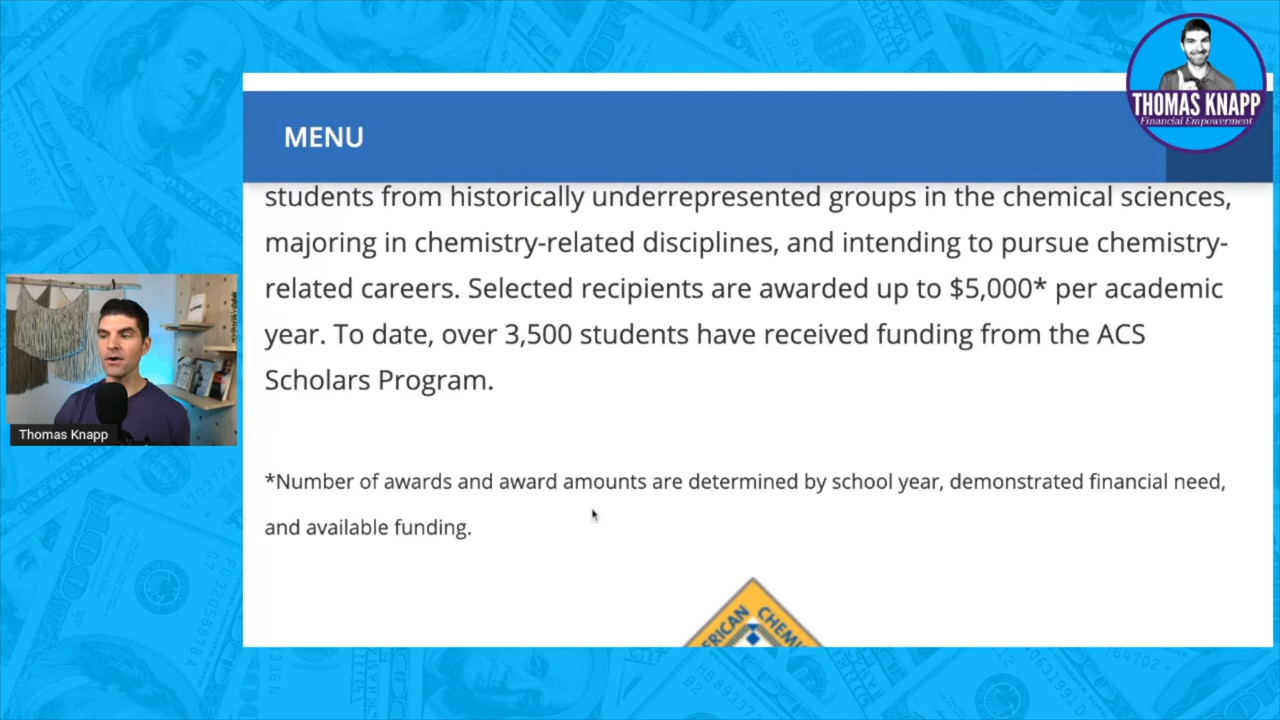 THOMAS KNAPP
Financial Empowerment
MENU
students from historically underrepresented groups in the chemical sciences,
majoring in chemistry-related disciplines, and intending to pursue chemistry-
related careers. Selected recipients are awarded up to $5,000* per academic
year. To date, over 3,500 students have received funding from the ACS
Scholars Program.
Thomas Knapp
*Number of awards and award amounts are determined by school year, demonstrated financial need,
and available funding.
ERICAN CHEMI